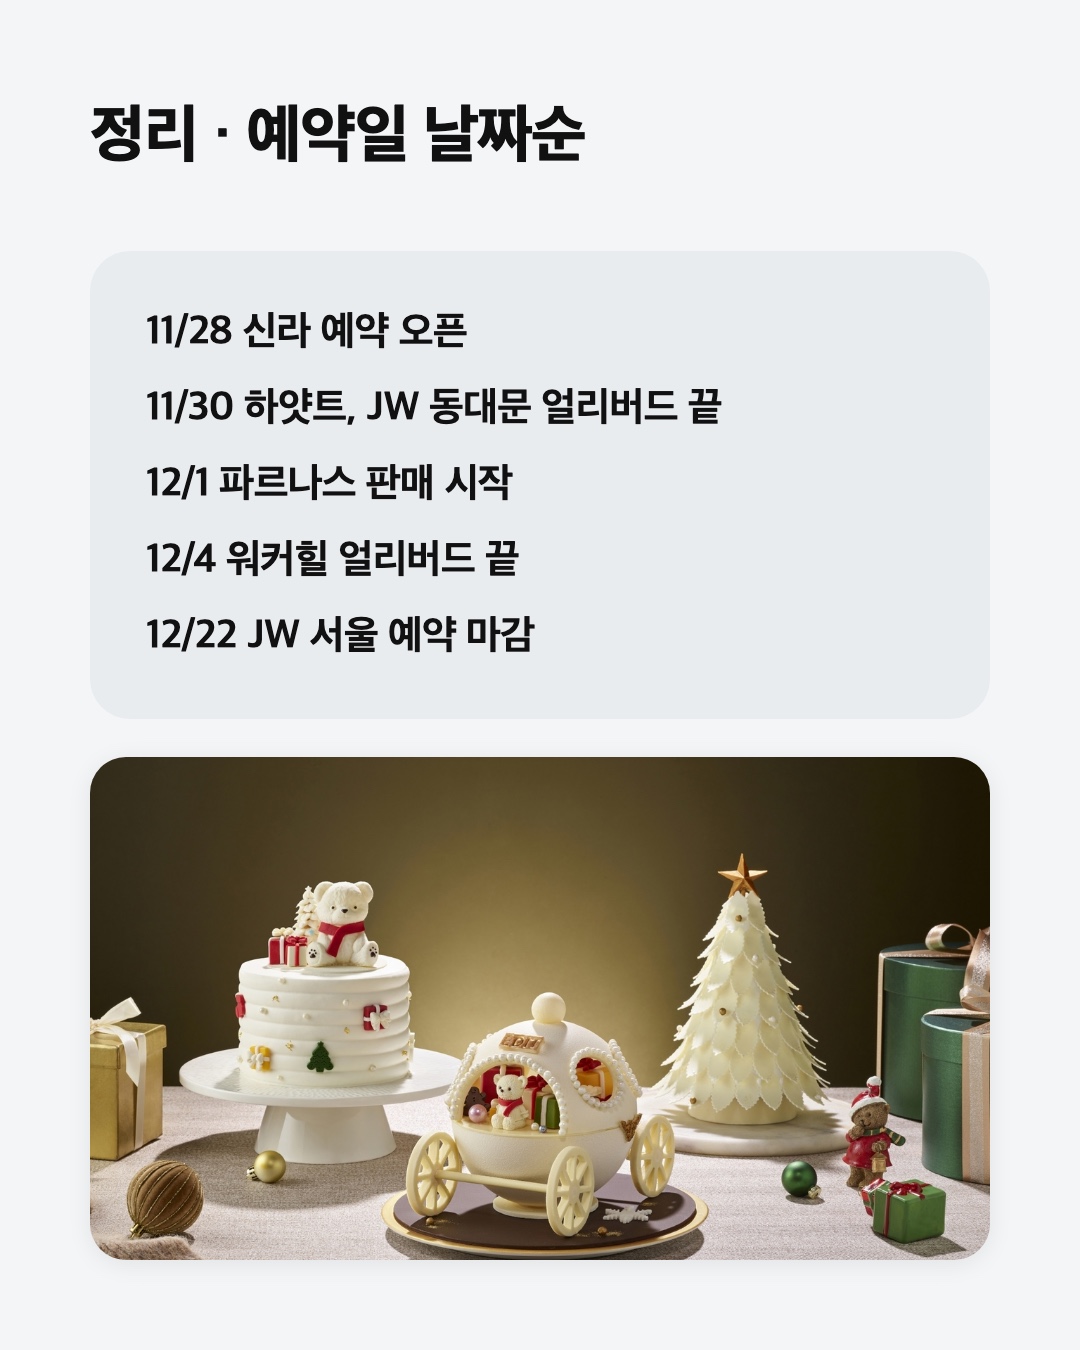 정리 · 예약일 날짜순
11/28 신라 예약 오픈
11/30 하얏트, JW 동대문 얼리버드 끝
12/1 파르나스 판매 시작
12/4 워커힐 얼리버드 끝
12/22 JW 서울 예약 마감